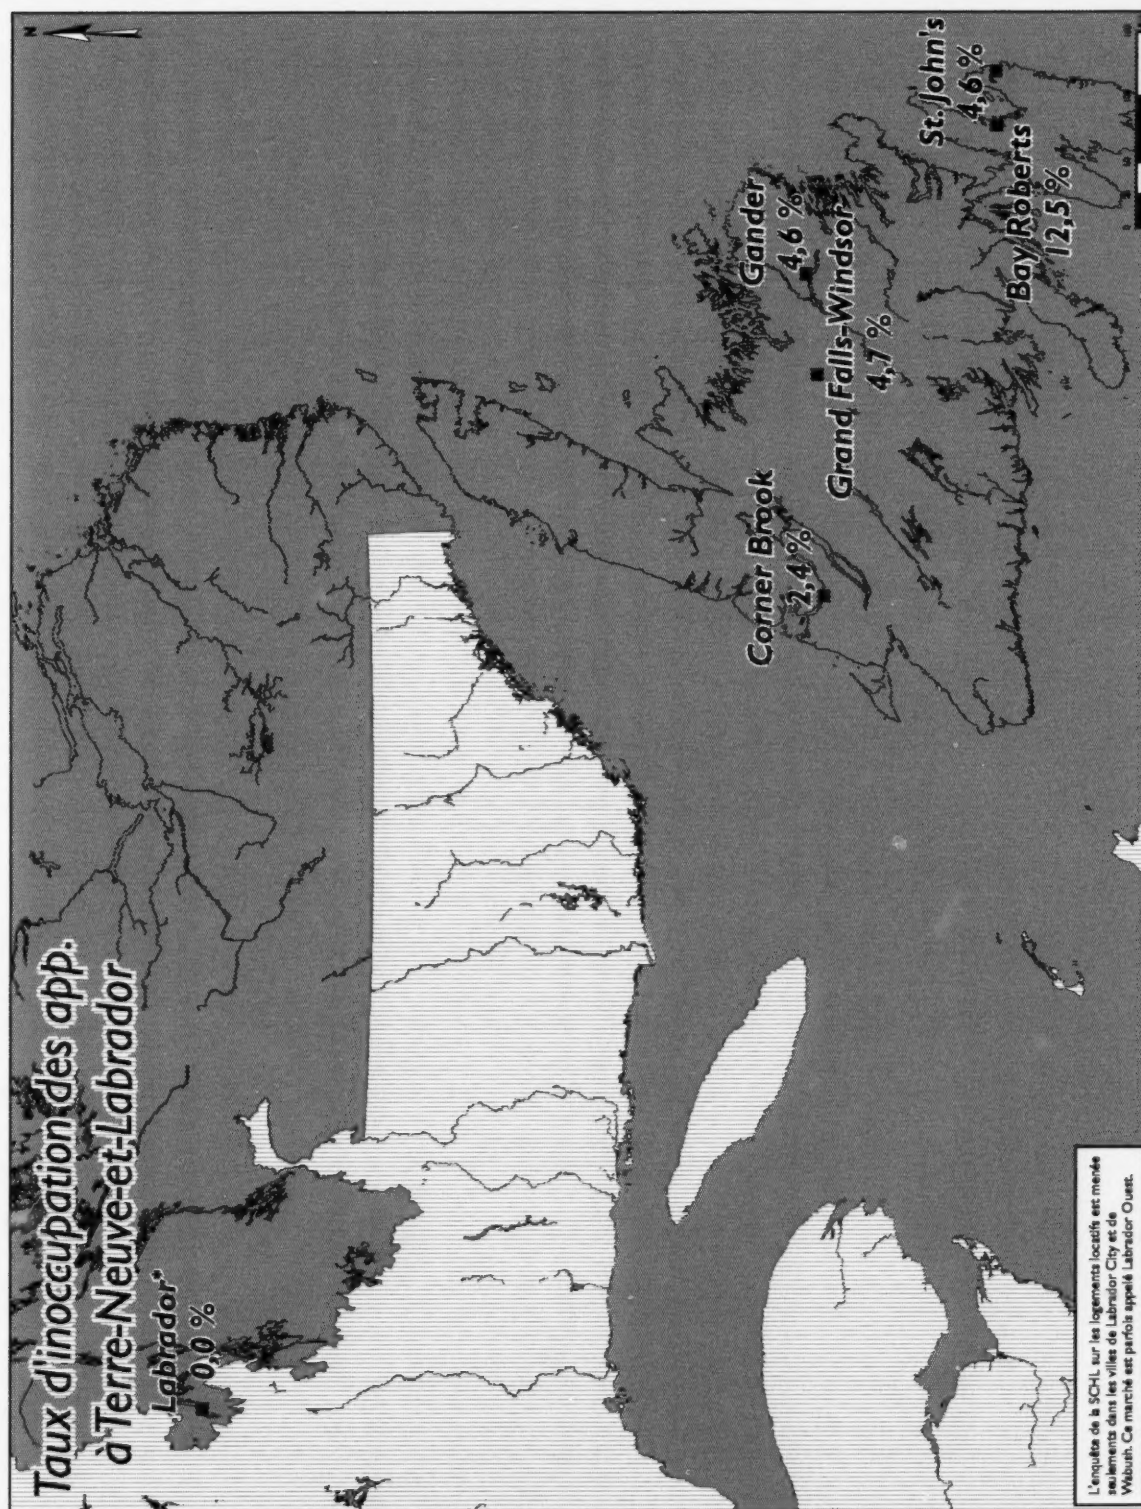 Taux d'inoccupation des app.
à Terre-Neuve-et-Labrador
Labrador*
0,0 %
N
Corner Brook
2,4 %
Gander
4,6 %
Grand Falls-Windsor
4,7 %
St. John's
4,6 %
Bay Roberts
12,5 %
L'enquête de la SCHL sur les logements locatifs est menée
seulements dans les villes de Labrador City et de
Wabush. Ce marché est parfois appelé Labrador Ouest.